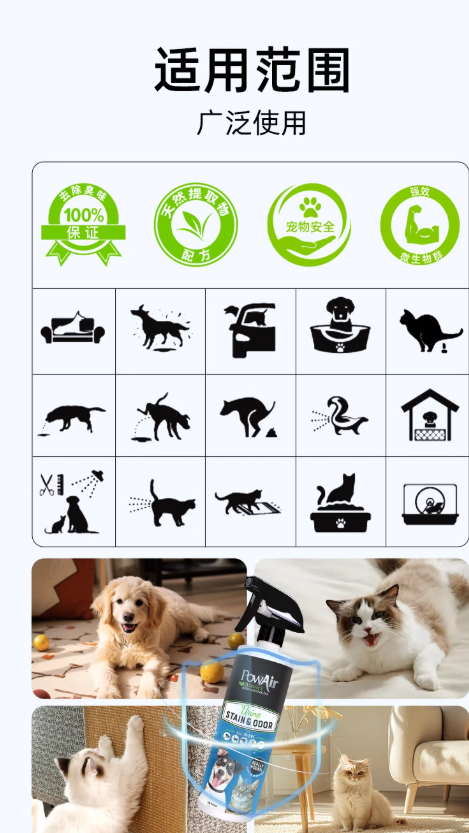 适用范围
广泛使用
去除臭味
100%
保证
天然提取物
配方
宠物安全
强效
微生物群
PowAir
Urine
STAIN & ODOR